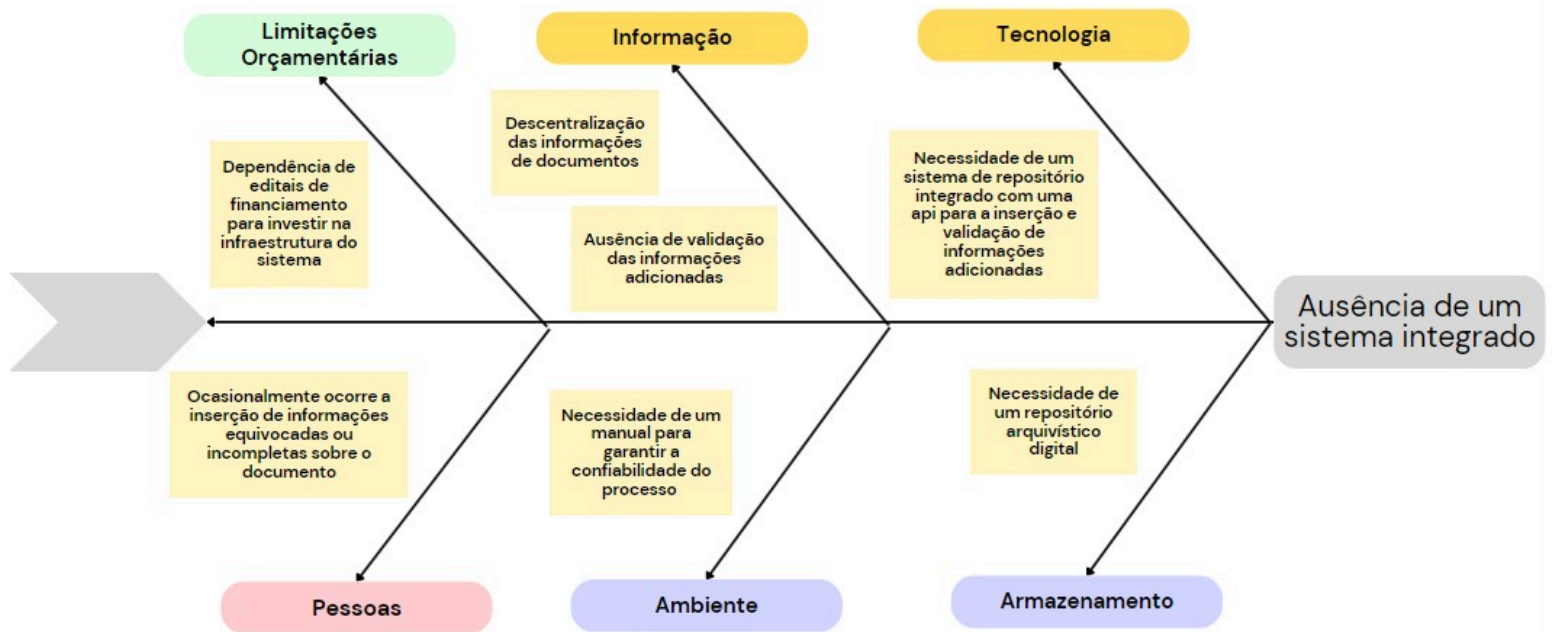 Limitações
Orçamentárias
Informação
Tecnologia
Dependência de
editais de
financiamento
para investir na
infraestrutura do
sistema
Descentralização
das informações
de documentos
Ausência de validação
das informações
adicionadas
Necessidade de um
sistema de repositório
integrado com uma
api para a inserção e
validação de
informações
adicionadas
Ausência de um
sistema integrado
Ocasionalmente ocorre a
inserção de informações
equivocadas ou
incompletas sobre o
documento
Necessidade de um
manual para
garantir a
confiabilidade do
processo
Necessidade de
um repositório
arquivístico
digital
Pessoas
Ambiente
Armazenamento